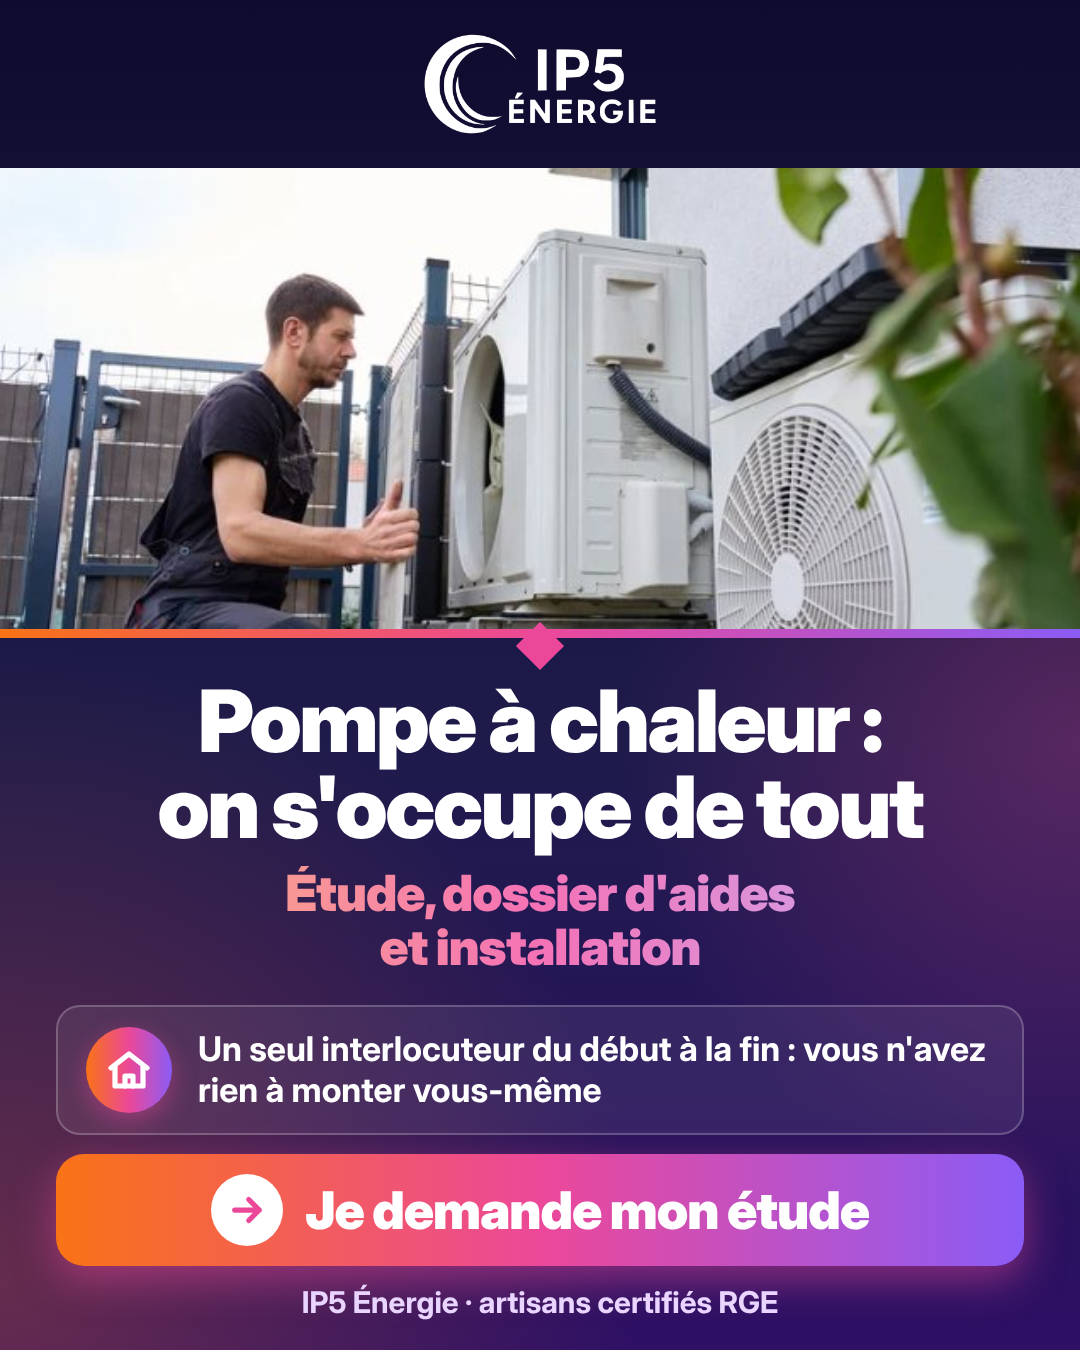 IP5
ÉNERGIE
Pompe à chaleur :
on s'occupe de tout
Étude, dossier d'aides
et installation
Un seul interlocuteur du début à la fin : vous n'avez
rien à monter vous-même
Je demande mon étude
IP5 Énergie · artisans certifiés RGE